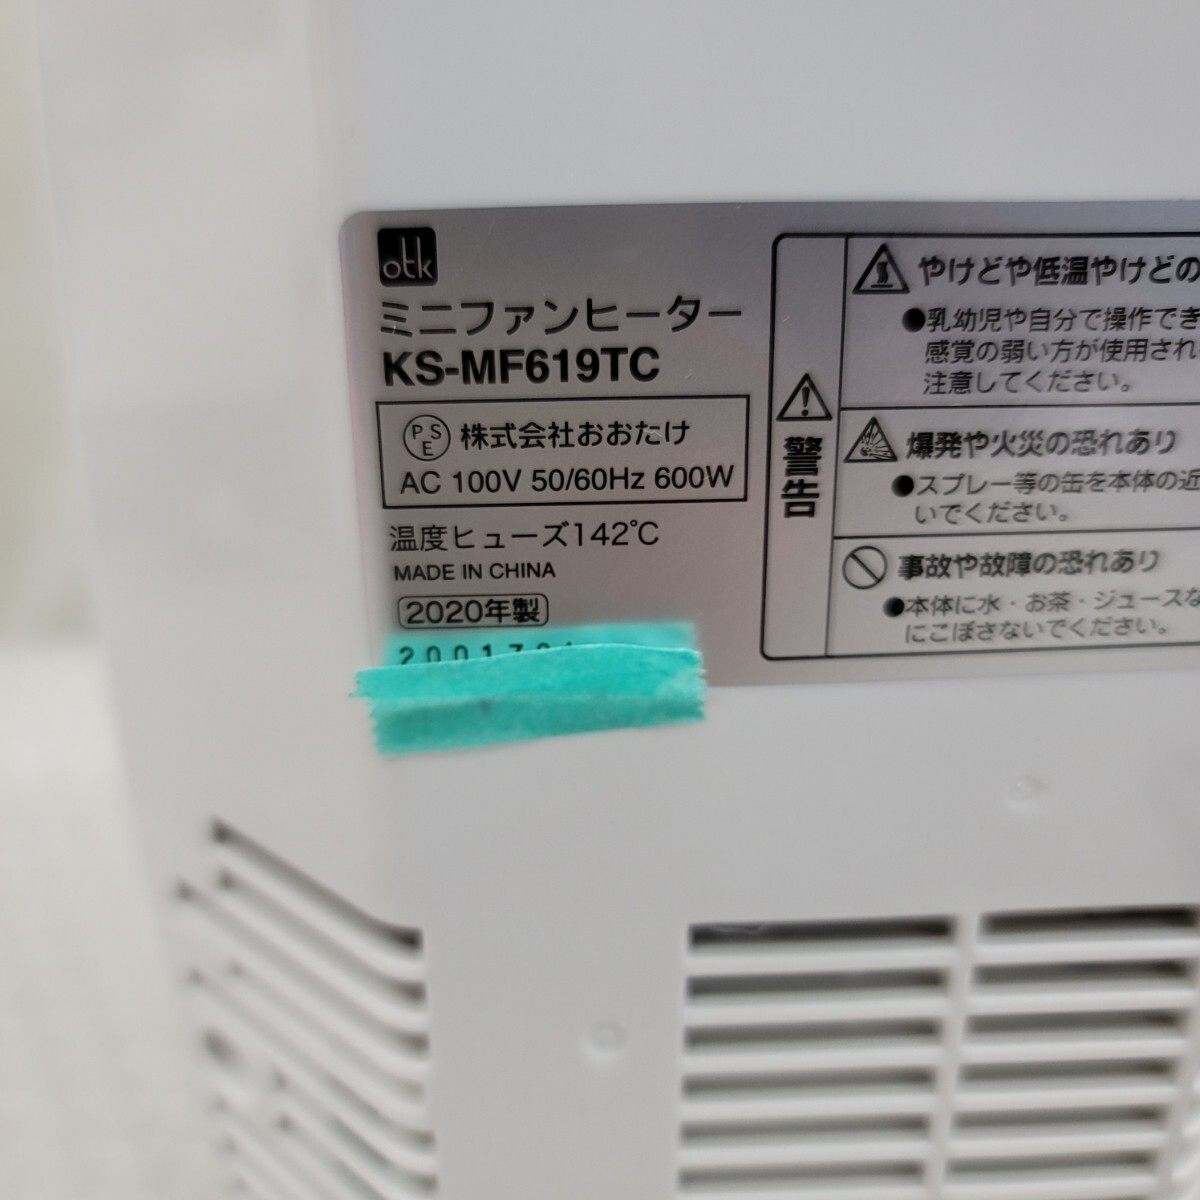 otk
ミニファンヒーター
KS-MF619TC
PSE 株式会社おおたけ
AC 100V 50/60Hz 600W
温度ヒューズ142℃
MADE IN CHINA
2020年製
警告
やけどや低温やけどの
●乳幼児や自分で操作でき
感覚の弱い方が使用され
注意してください。
爆発や火災の恐れあり
●スプレー等の缶を本体の近
いでください。
事故や故障の恐れあり
●本体に水・お茶・ジュースな
にこぼさないでください。